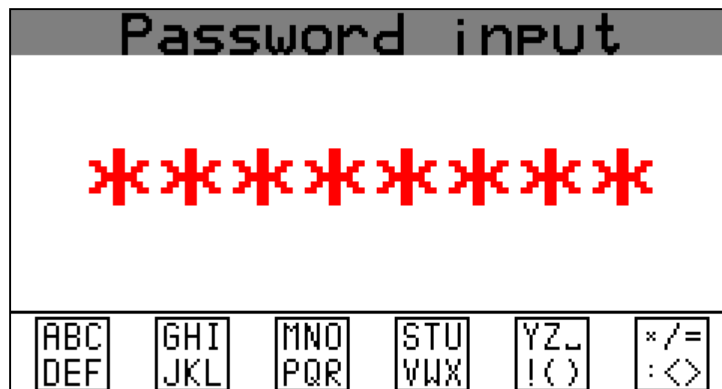 Password input
********
ABC GHI MNO STU YZ␣ */=
DEF JKL PQR VWX !() :<>